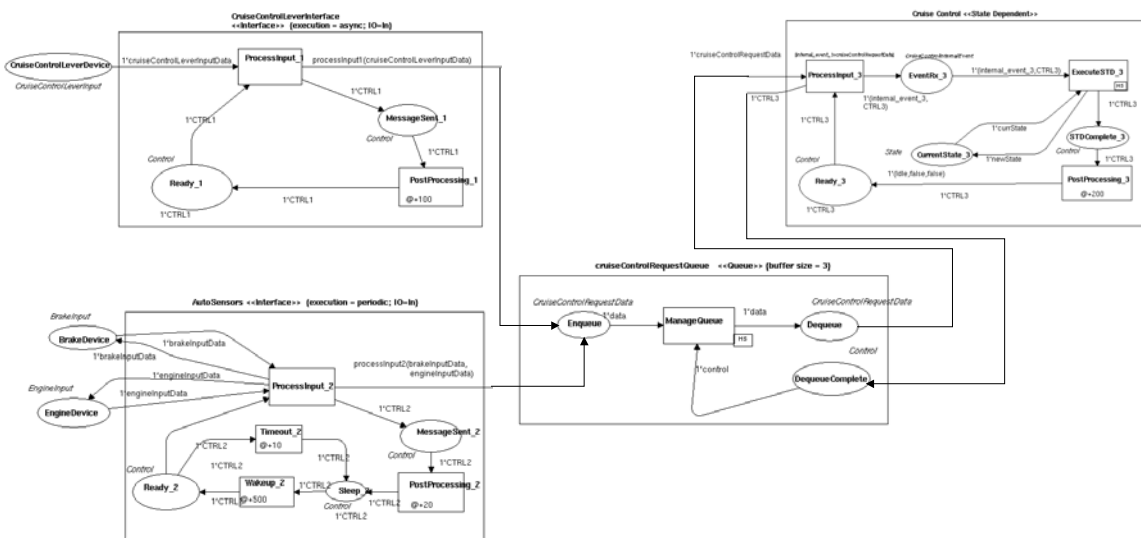 CruiseControlLeverInterface
<<Interface>> (execution = async; IO=In)
CruiseControlLeverDevice
CruiseControlLeverInput
1*cruiseControlLeverInputData
ProcessInput_1
processInput1(cruiseControlLeverInputData)
1*CTRL1
MessageSent_1
Control
1*CTRL1
1*CTRL1
Control
Ready_1
1*CTRL1
PostProcessing_1
@+100
1*CTRL1
Cruise Control <<State Dependent>>
1*cruiseControlRequestData
CruiseControlInternalEvent
ProcessInput_3
EventRx_3
1*(internal_event_3,CTRL3)
ExecuteSTD_3
HS
1*CTRL3
1*(internal_event_3,
CTRL3)
1*CTRL3
1*CTRL3
1*currState
STDComplete_3
Control
State
CurrentState_3
1*newState
1*CTRL3
Control
Ready_3
1*(Idle,false,false)
PostProcessing_3
@+200
1*CTRL3
1*CTRL3
AutoSensors <<Interface>> (execution = periodic; IO=In)
BrakeInput
BrakeDevice
1*brakeInputData
1*brakeInputData
EngineInput
EngineDevice
1*engineInputData
1*engineInputData
ProcessInput_2
processInput2(brakeInputData,
engineInputData)
1*CTRL2
MessageSent_2
Control
1*CTRL2
Timeout_2
@+10
1*CTRL2
1*CTRL2
Control
Ready_2
1*CTRL2
Wakeup_2
@+500
1*CTRL2
Sleep_2
Control
1*CTRL2
1*CTRL2
PostProcessing_2
@+20
cruiseControlRequestQueue <<Queue>> (buffer size = 3)
CruiseControlRequestData
Enqueue
1*data
ManageQueue
HS
1*data
CruiseControlRequestData
Dequeue
Control
DequeueComplete
1*control